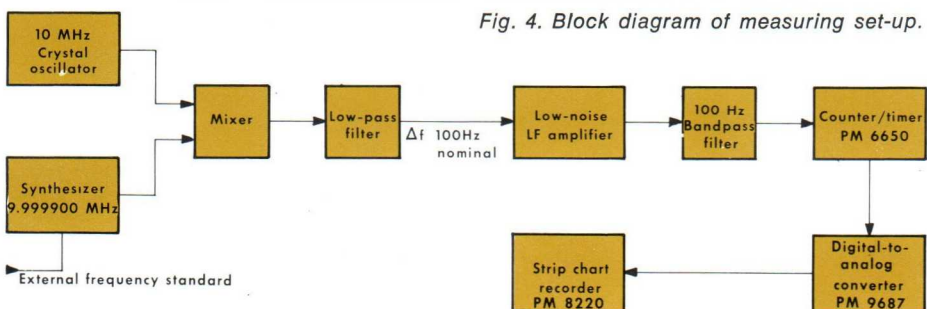 Fig. 4. Block diagram of measuring set-up.
10 MHz
Crystal
oscillator
Mixer
Low-pass
filter
Δf 100Hz
nominal
Low-noise
LF amplifier
100 Hz
Bandpass
filter
Counter/timer
PM 6650
Synthesizer
9.999900 MHz
External frequency standard
Strip chart
recorder
PM 8220
Digital-to-
analog
converter
PM 9687